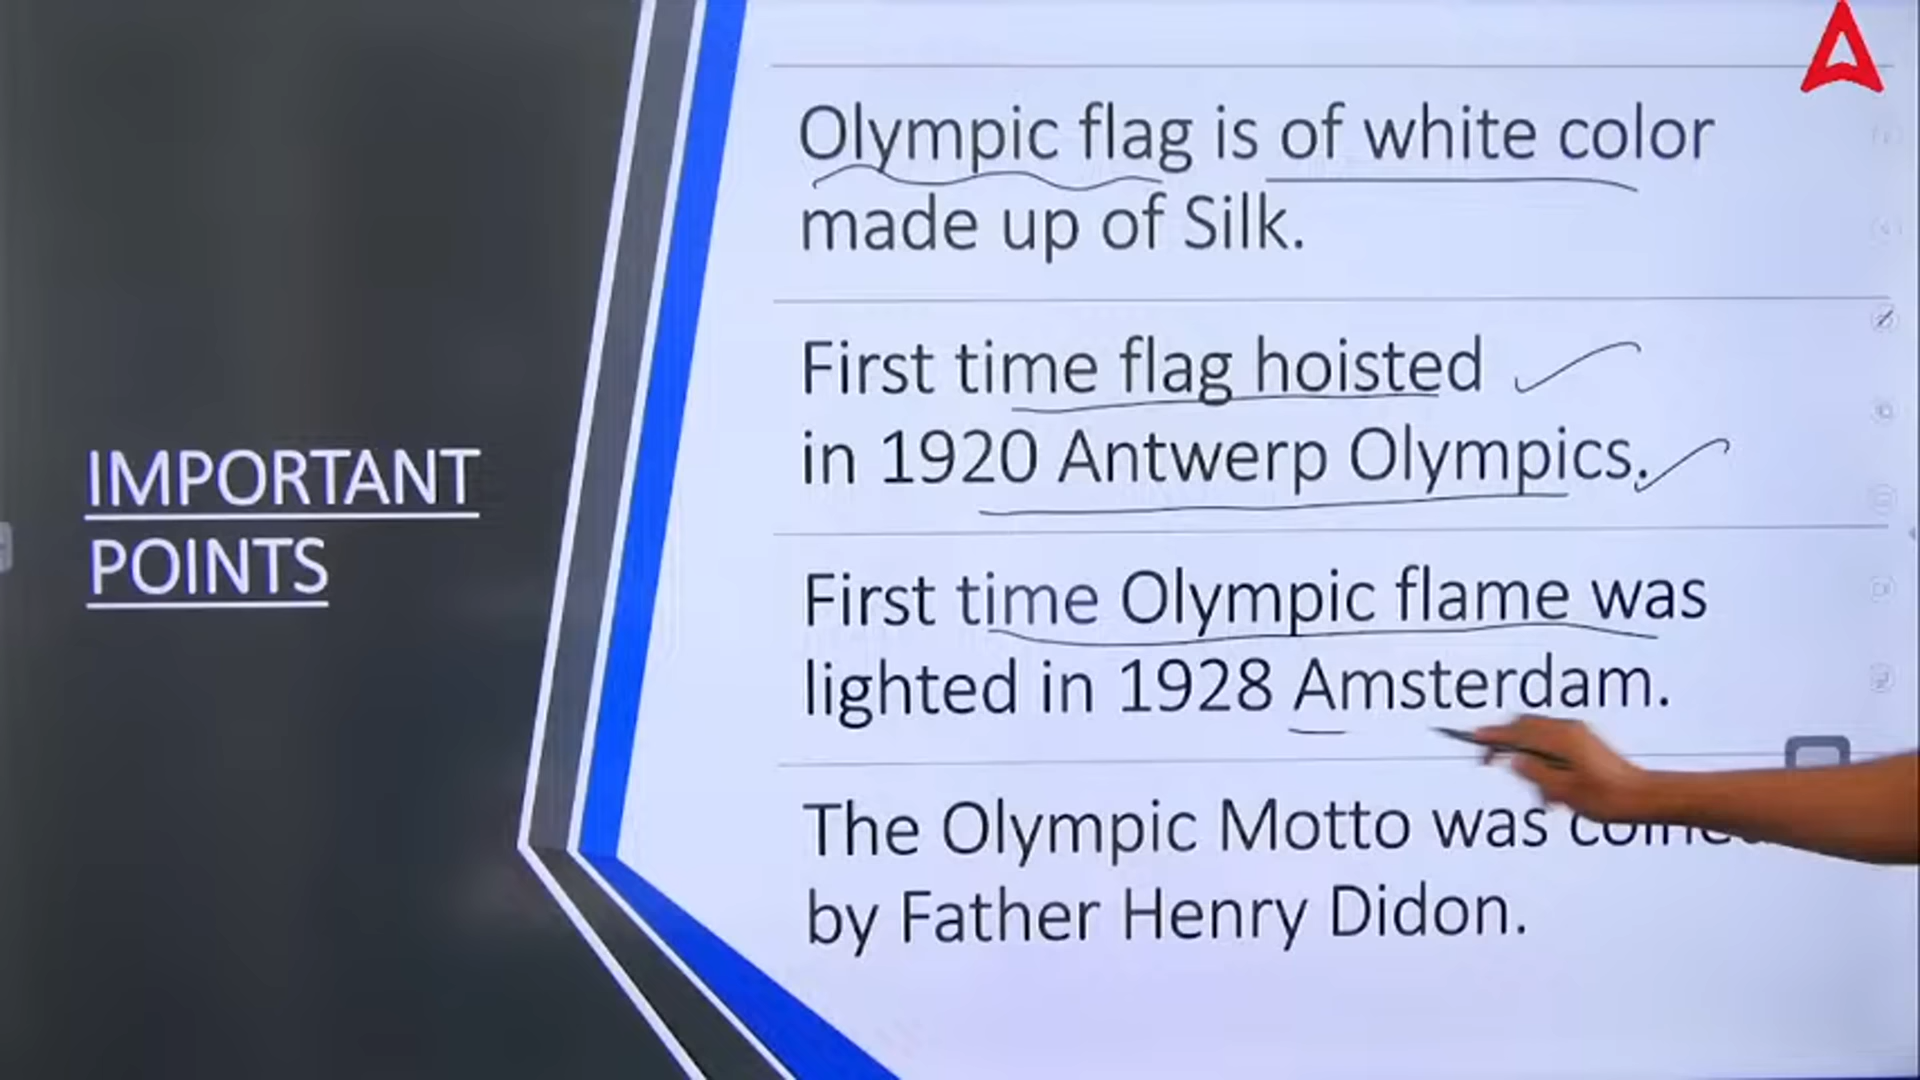 IMPORTANT
POINTS
Olympic flag is of white color
made up of Silk.
First time flag hoisted
in 1920 Antwerp Olympics.
First time Olympic flame was
lighted in 1928 Amsterdam.
The Olympic Motto was
by Father Henry Didon.